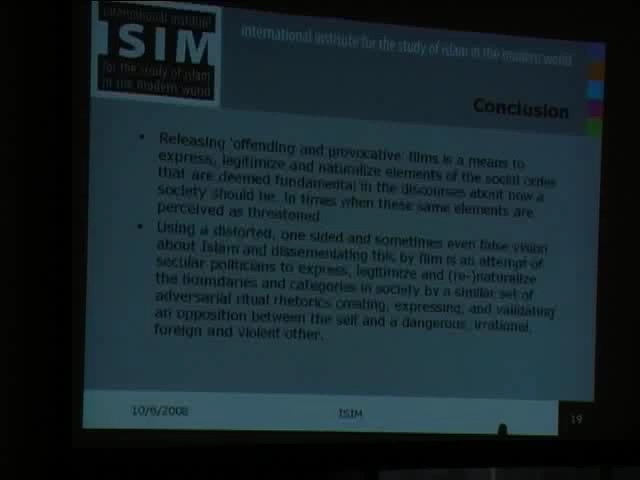 international institute
ISIM
for the study of islam
in the modern world
international institute for the study of islam in the modern world
Conclusion
• Releasing 'offending and provocative' films is a means to
express, legitimize and naturalize elements of the social order
that are deemed fundamental in the discourses about how a
society should be. In times when these same elements are
perceived as threatened.
• Using a distorted, one sided and sometimes even false vision
about Islam and disseminating this by film is an attempt of
secular politicians to express, legitimize and (re-)naturalize
the boundaries and categories in society by a similar set of
adversarial ritual rhetorics creating, expressing, and validating
an opposition between the self and a dangerous, irrational,
foreign and violent other.
10/6/2008
ISIM
19